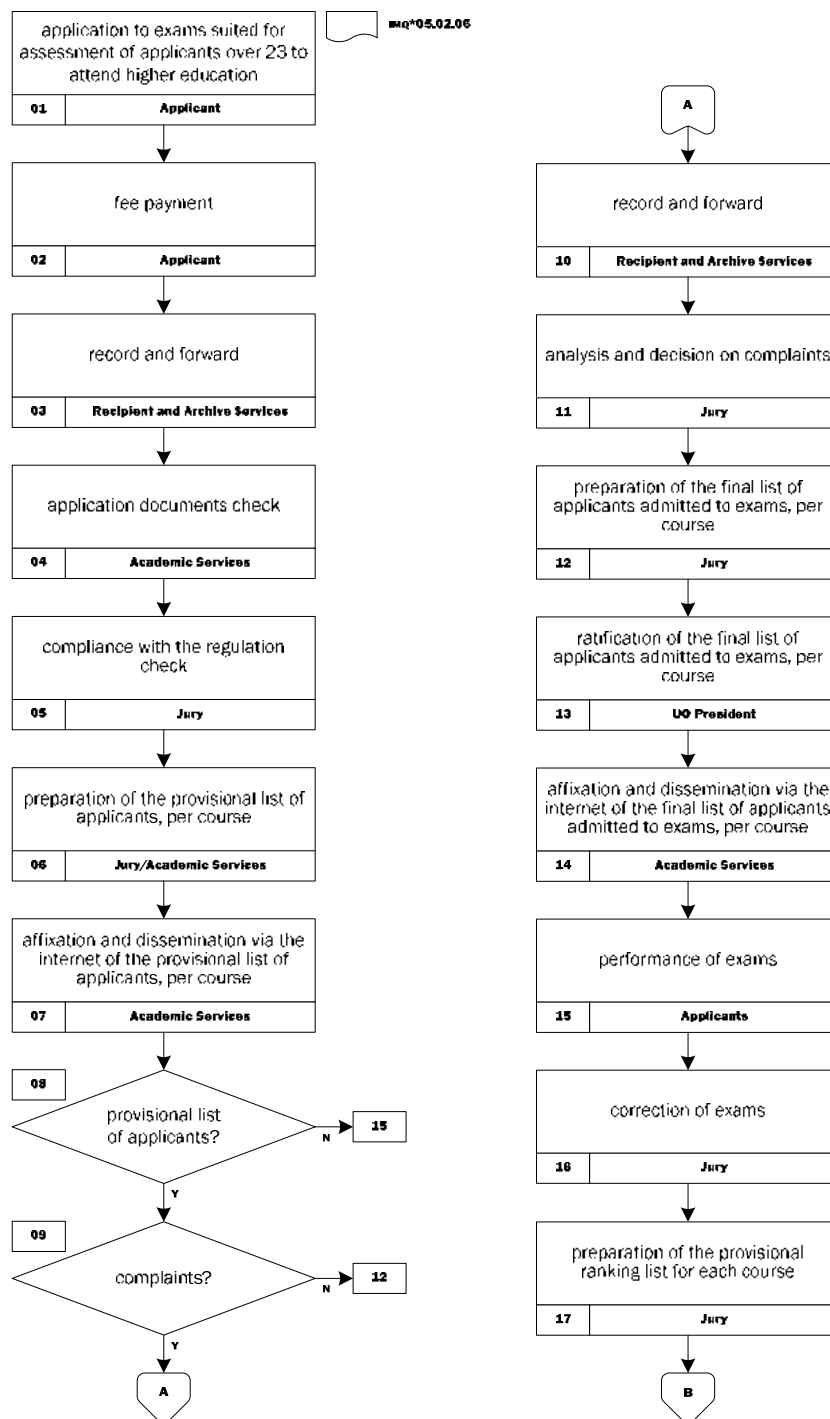 application to exams suited for
assessment of applicants over 23 to
attend higher education
01 Applicant
IMQ*05.02.06
fee payment
02 Applicant
record and forward
03 Recipient and Archive Services
application documents check
04 Academic Services
compliance with the regulation
check
05 Jury
preparation of the provisional list of
applicants, per course
06 Jury/Academic Services
affixation and dissemination via the
internet of the provisional list of
applicants, per course
07 Academic Services
08
provisional list
of applicants?
N 15
Y
09
complaints?
N 12
Y
A
A
record and forward
10 Recipient and Archive Services
analysis and decision on complaints
11 Jury
preparation of the final list of
applicants admitted to exams, per
course
12 Jury
ratification of the final list of
applicants admitted to exams, per
course
13 UO President
affixation and dissemination via the
internet of the final list of applicants
admitted to exams, per course
14 Academic Services
performance of exams
15 Applicants
correction of exams
16 Jury
preparation of the provisional
ranking list for each course
17 Jury
B